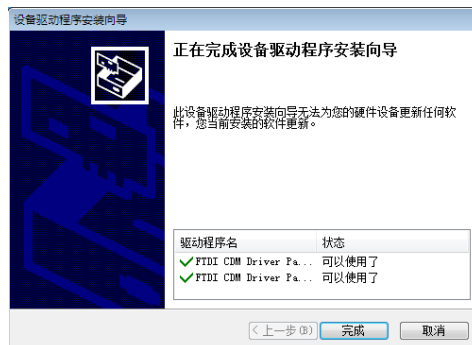 设备驱动程序安装向导
正在完成设备驱动程序安装向导
此设备驱动程序安装向导无法为您的硬件设备更新任何软
件，您当前安装的软件更新。
驱动程序名 状态
FTDI CDM Driver Pa... 可以使用了
FTDI CDM Driver Pa... 可以使用了
< 上一步(B) 完成 取消